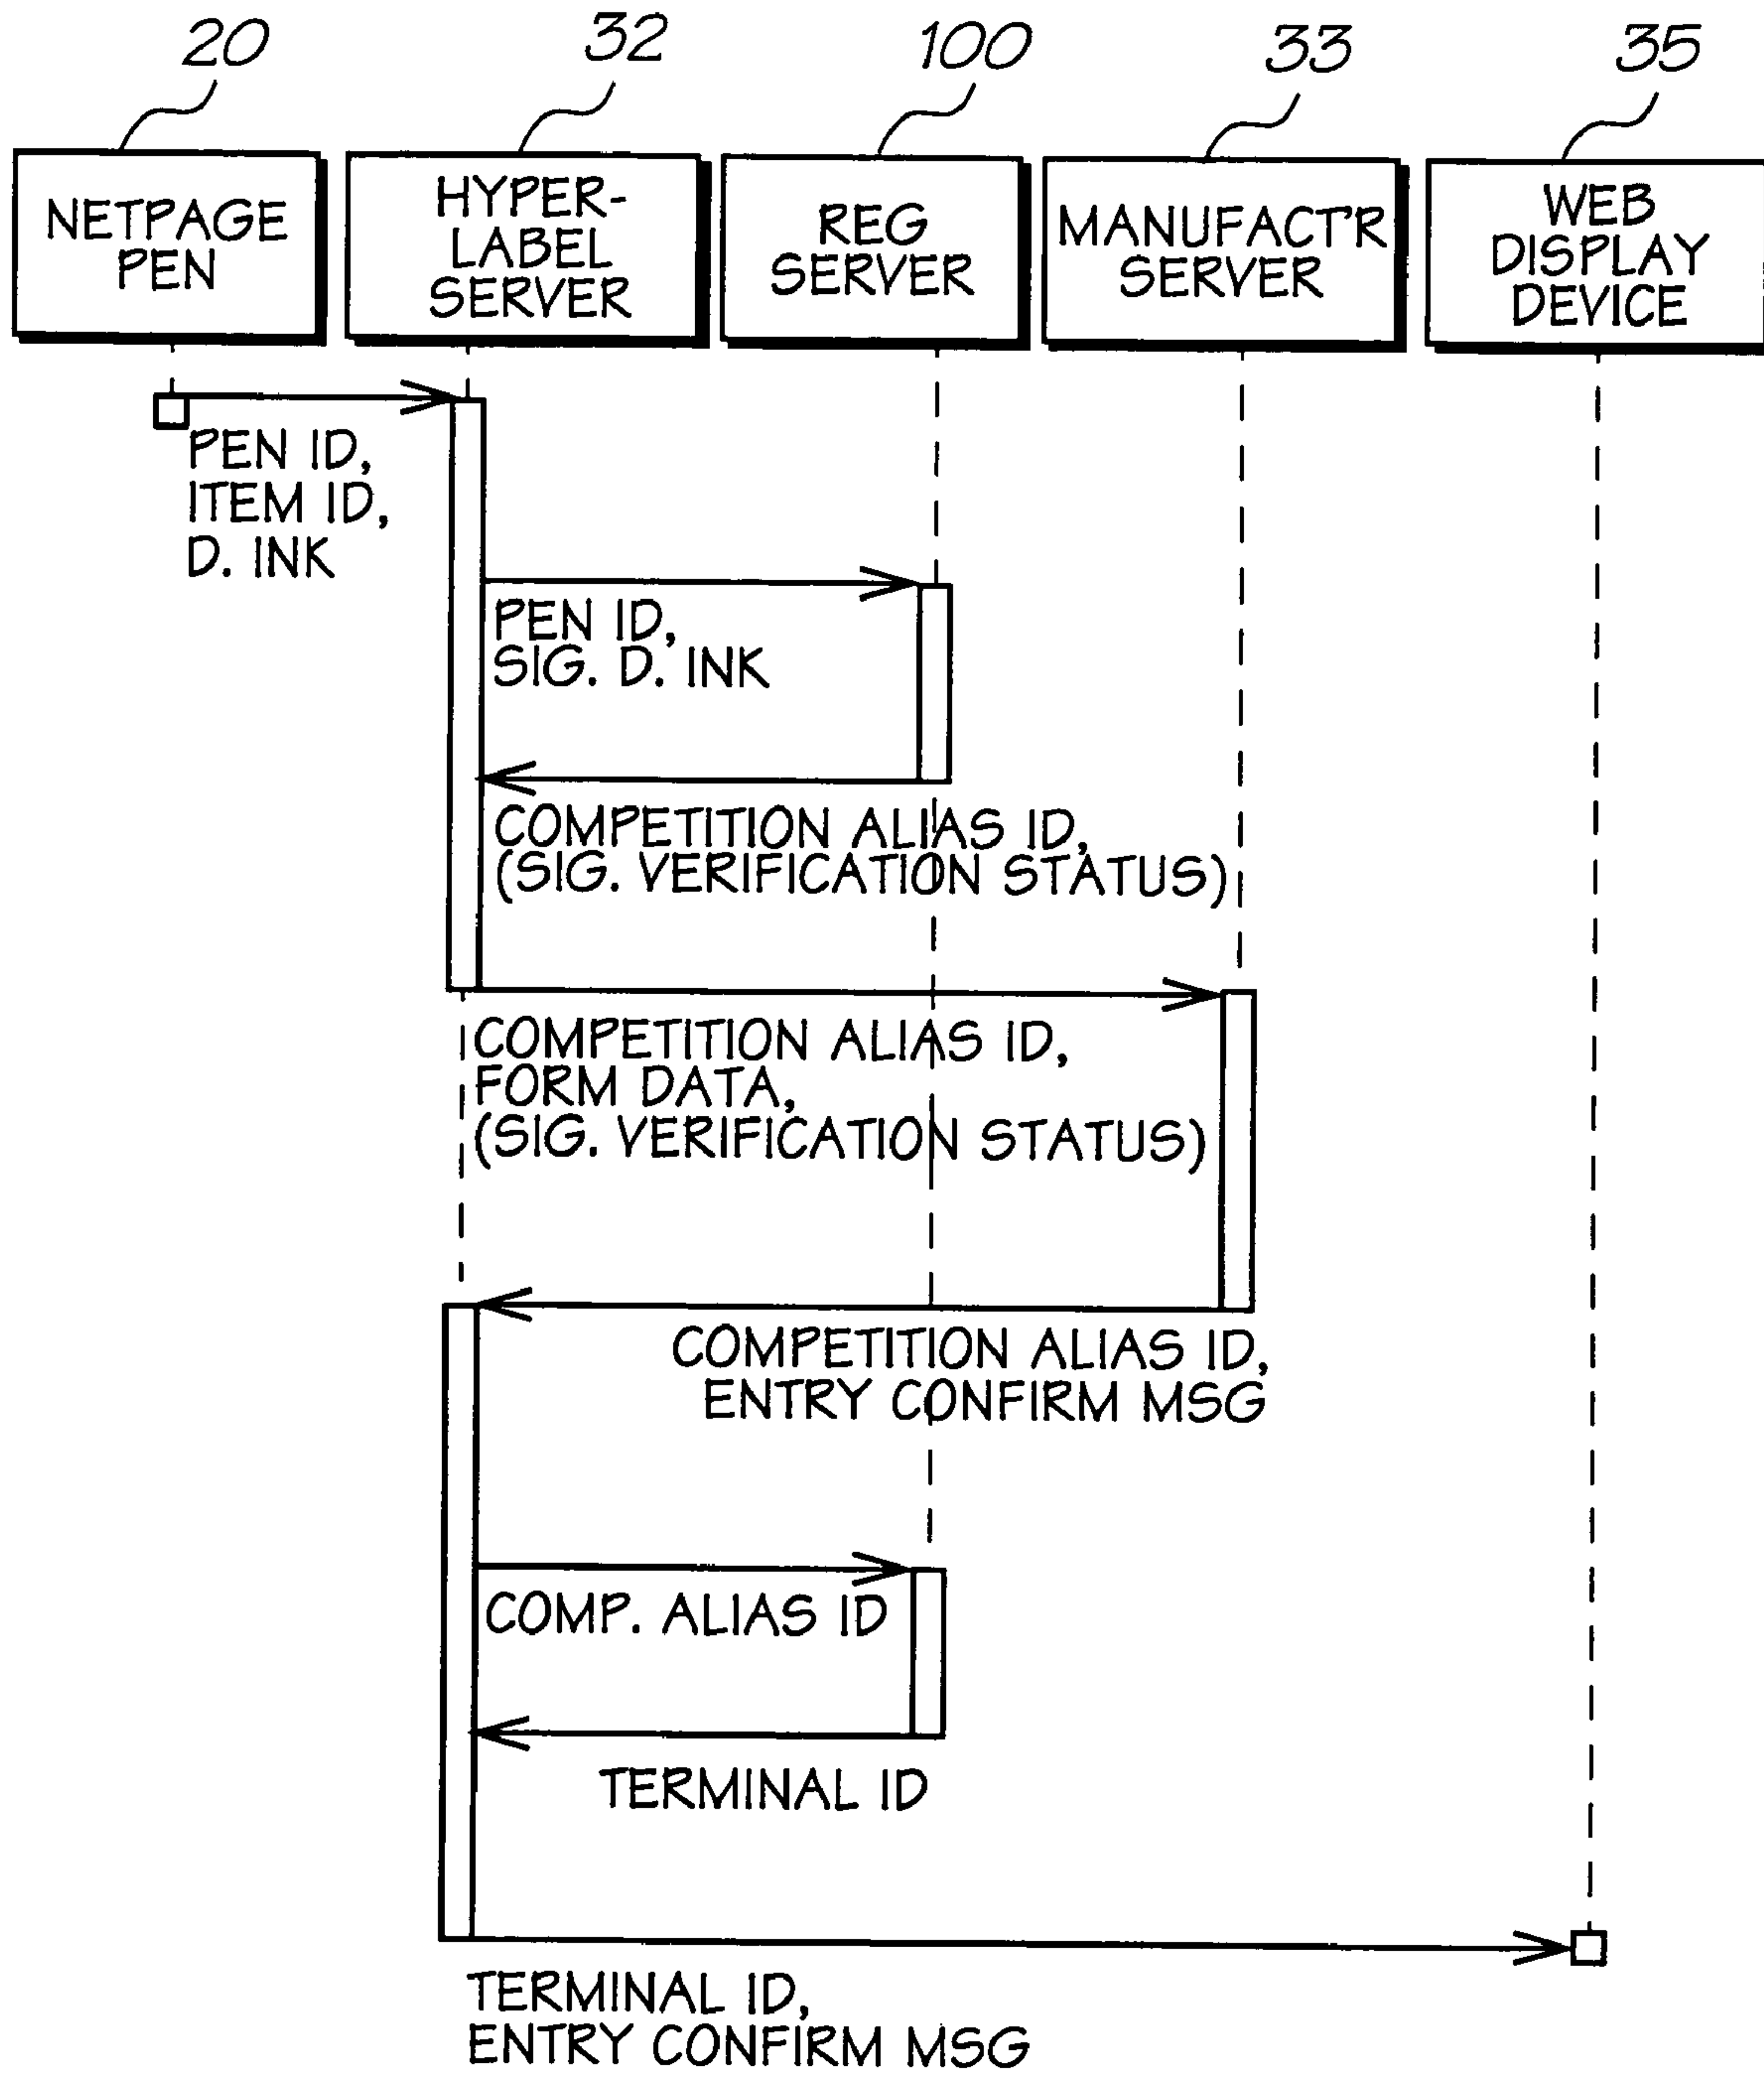 20
32
100
33
35
NETPAGE
PEN
HYPER-
LABEL
SERVER
REG
SERVER
MANUFACT'R
SERVER
WEB
DISPLAY
DEVICE
PEN ID,
ITEM ID,
D. INK
PEN ID,
SIG. D. INK
COMPETITION ALIAS ID,
(SIG. VERIFICATION STATUS)
COMPETITION ALIAS ID,
FORM DATA,
(SIG. VERIFICATION STATUS)
COMPETITION ALIAS ID,
ENTRY CONFIRM MSG
COMP. ALIAS ID
TERMINAL ID
TERMINAL ID,
ENTRY CONFIRM MSG